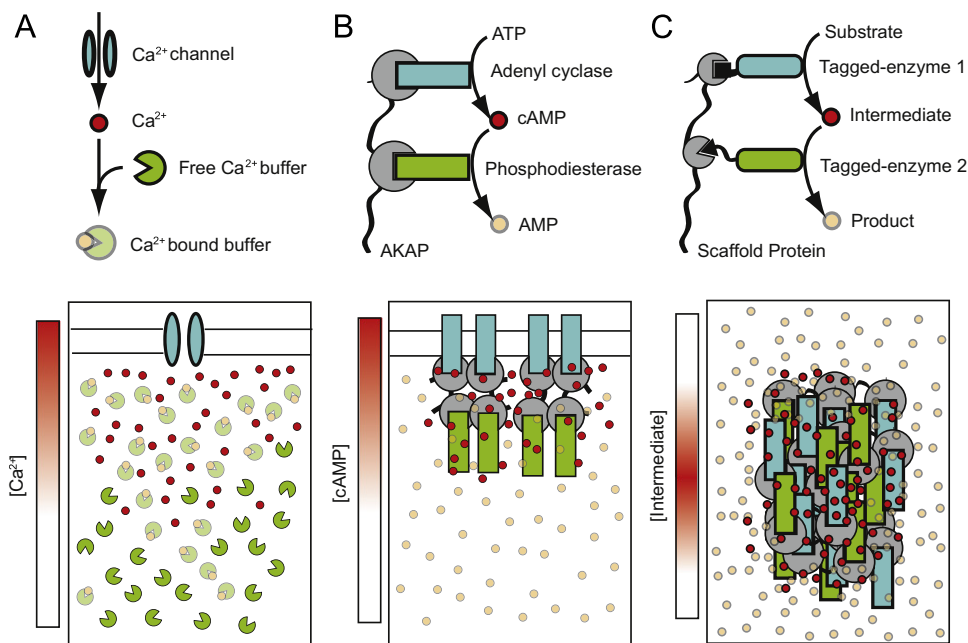 A
Ca2+ channel
Ca2+
Free Ca2+ buffer
Ca2+ bound buffer
[Ca2+]
B
ATP
Adenyl cyclase
cAMP
Phosphodiesterase
AMP
AKAP
[cAMP]
C
Substrate
Tagged-enzyme 1
Intermediate
Tagged-enzyme 2
Product
Scaffold Protein
[Intermediate]